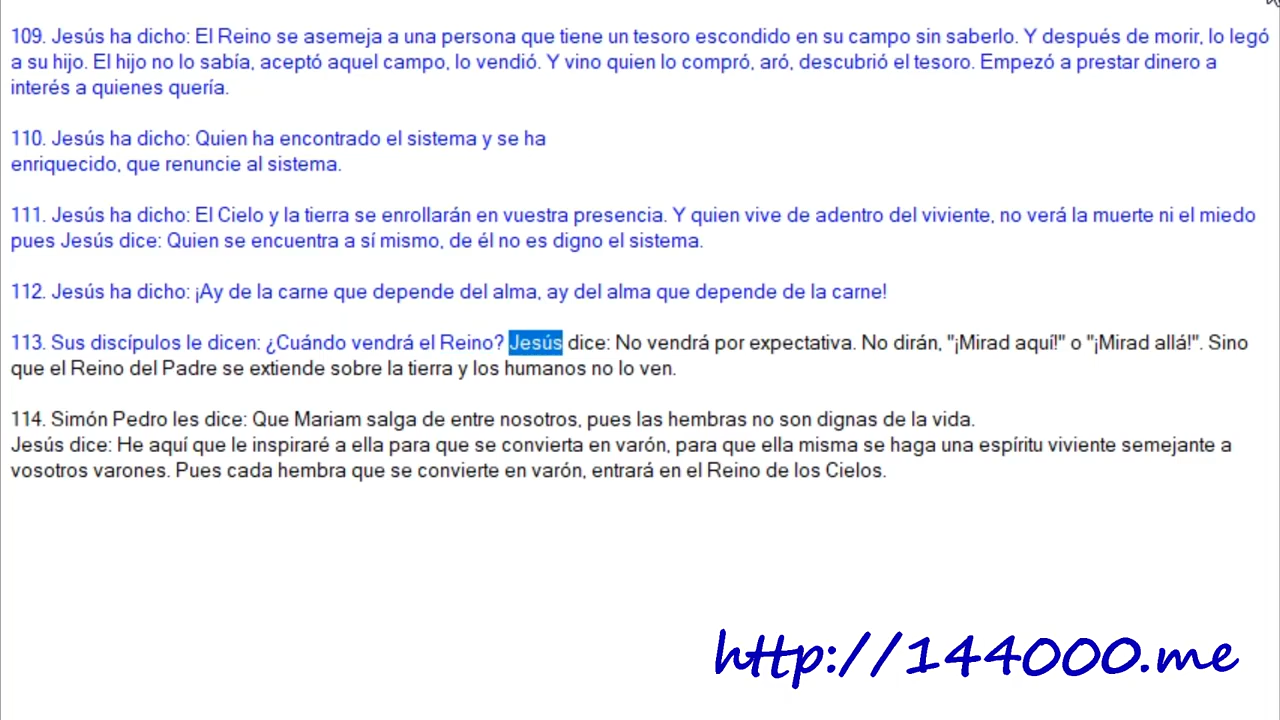 109. Jesús ha dicho: El Reino se asemeja a una persona que tiene un tesoro escondido en su campo sin saberlo. Y después de morir, lo legó
a su hijo. El hijo no lo sabía, aceptó aquel campo, lo vendió. Y vino quien lo compró, aró, descubrió el tesoro. Empezó a prestar dinero a
interés a quienes quería.
110. Jesús ha dicho: Quien ha encontrado el sistema y se ha
enriquecido, que renuncie al sistema.
111. Jesús ha dicho: El Cielo y la tierra se enrollarán en vuestra presencia. Y quien vive de adentro del viviente, no verá la muerte ni el miedo
pues Jesús dice: Quien se encuentra a sí mismo, de él no es digno el sistema.
112. Jesús ha dicho: ¡Ay de la carne que depende del alma, ay del alma que depende de la carne!
113. Sus discípulos le dicen: ¿Cuándo vendrá el Reino? Jesús dice: No vendrá por expectativa. No dirán, "¡Mirad aquí!" o "¡Mirad allá!". Sino
que el Reino del Padre se extiende sobre la tierra y los humanos no lo ven.
114. Simón Pedro les dice: Que Mariam salga de entre nosotros, pues las hembras no son dignas de la vida.
Jesús dice: He aquí que le inspiraré a ella para que se convierta en varón, para que ella misma se haga una espíritu viviente semejante a
vosotros varones. Pues cada hembra que se convierte en varón, entrará en el Reino de los Cielos.
http://144000.me